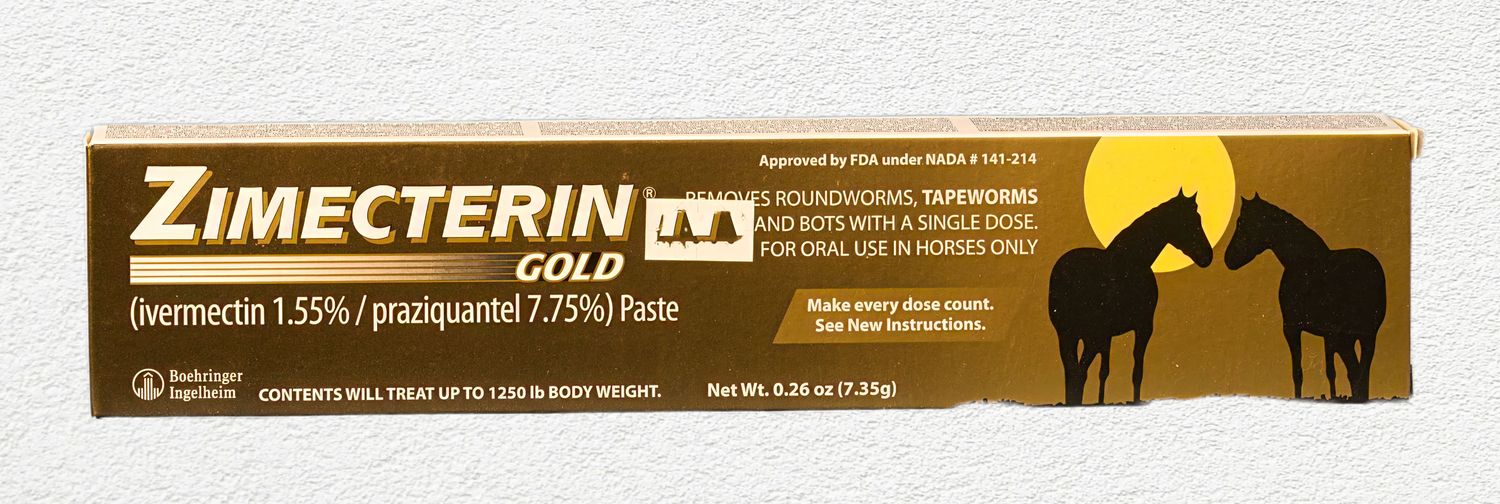 ZIMECTERIN®
GOLD
(ivermectin 1.55% / praziquantel 7.75%) Paste
Approved by FDA under NADA # 141-214
REMOVES ROUNDWORMS, TAPEWORMS
AND BOTS WITH A SINGLE DOSE.
FOR ORAL USE IN HORSES ONLY
Make every dose count.
See New Instructions.
Boehringer
Ingelheim
CONTENTS WILL TREAT UP TO 1250 lb BODY WEIGHT.
Net Wt. 0.26 oz (7.35g)